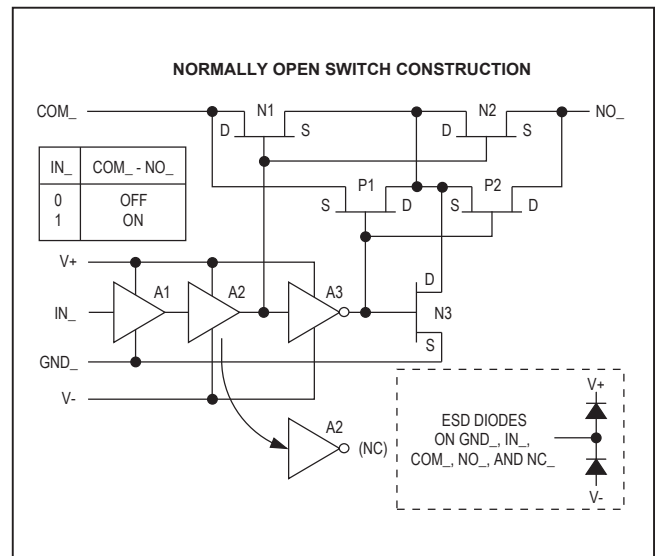 NORMALLY OPEN SWITCH CONSTRUCTION
COM_ N1 N2 NO_
D S D S
IN_ COM_ - NO_
0 OFF
1 ON
P1 P2
S D S D
V+
A1 A2 A3 D
IN_ N3
S
GND_
V-
A2
(NC)
V+
ESD DIODES
ON GND_, IN_,
COM_, NO_, AND NC_
V-